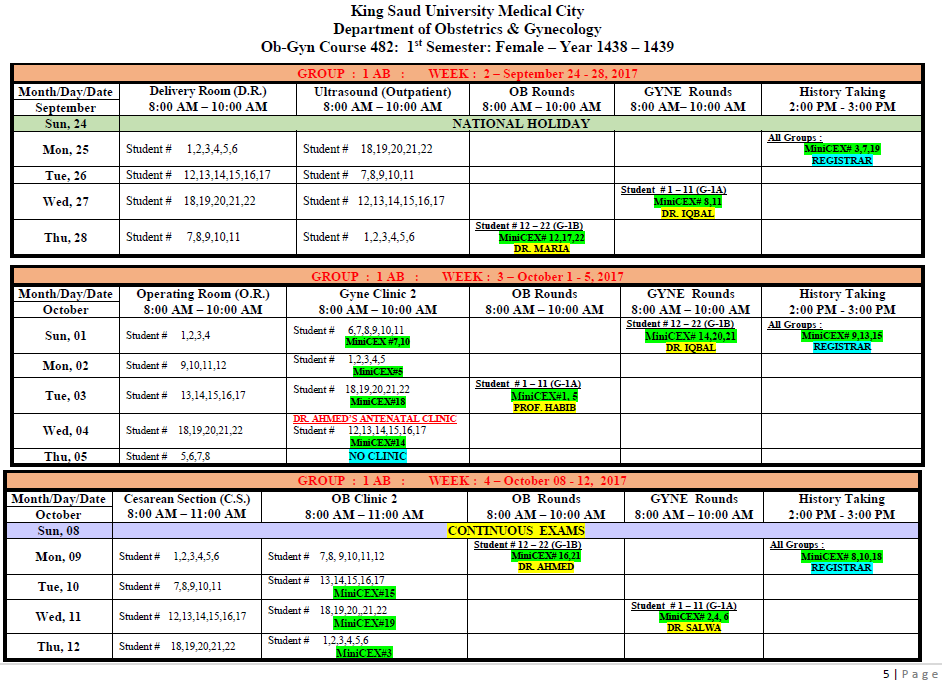 King Saud University Medical City
Department of Obstetrics & Gynecology
Ob-Gyn Course 482: 1st Semester: Female – Year 1438 – 1439
GROUP : 1 AB : WEEK : 2 – September 24 - 28, 2017
Month/Day/Date Delivery Room (D.R.) Ultrasound (Outpatient) OB Rounds GYNE Rounds History Taking
September 8:00 AM – 10:00 AM 8:00 AM – 10:00 AM 8:00 AM – 10:00 AM 8:00 AM– 10:00 AM 2:00 PM - 3:00 PM
Sun, 24 NATIONAL HOLIDAY
All Groups :
Mon, 25 Student # 1,2,3,4,5,6 Student # 18,19,20,21,22 MiniCEX# 3,7,19
REGISTRAR
Tue, 26 Student # 12,13,14,15,16,17 Student # 7,8,9,10,11
Student # 1 – 11 (G-1A)
Wed, 27 Student # 18,19,20,21,22 Student # 12,13,14,15,16,17 MiniCEX# 8,11
DR. IQBAL
Student # 12 – 22 (G-1B)
Thu, 28 Student # 7,8,9,10,11 Student # 1,2,3,4,5,6 MiniCEX# 12,17,22
DR. MARIA
GROUP : 1 AB : WEEK : 3 – October 1 - 5, 2017
Month/Day/Date Operating Room (O.R.) Gyne Clinic 2 OB Rounds GYNE Rounds History Taking
October 8:00 AM – 10:00 AM 8:00 AM – 10:00 AM 8:00 AM – 10:00 AM 8:00 AM – 10:00 AM 2:00 PM - 3:00 PM
Student # 12 – 22 (G-1B) All Groups :
Sun, 01 Student # 1,2,3,4 Student # 6,7,8,9,10,11 MiniCEX# 14,20,21 MiniCEX# 9,13,15
MiniCEX #7,10 DR. IQBAL REGISTRAR
Mon, 02 Student # 9,10,11,12 Student # 1,2,3,4,5
MiniCEX#5
Student # 1 – 11 (G-1A)
Tue, 03 Student # 13,14,15,16,17 Student # 18,19,20,21,22 MiniCEX#1, 5
MiniCEX#18 PROF. HABIB
DR. AHMED'S ANTENATAL CLINIC
Wed, 04 Student # 18,19,20,21,22 Student # 12,13,14,15,16,17
MiniCEX#14
Thu, 05 Student # 5,6,7,8 NO CLINIC
GROUP : 1 AB : WEEK : 4 – October 08 - 12, 2017
Month/Day/Date Cesarean Section (C.S.) OB Clinic 2 OB Rounds GYNE Rounds History Taking
October 8:00 AM – 11:00 AM 8:00 AM – 11:00 AM 8:00 AM – 10:00 AM 8:00 AM – 10:00 AM 2:00 PM - 3:00 PM
Sun, 08 CONTINUOUS EXAMS
Student # 12 – 22 (G-1B) All Groups :
Mon, 09 Student # 1,2,3,4,5,6 Student # 7,8, 9,10,11,12 MiniCEX# 16,21 MiniCEX# 8,10,18
DR. AHMED REGISTRAR
Tue, 10 Student # 7,8,9,10,11 Student # 13,14,15,16,17
MiniCEX#15
Student # 1 – 11 (G-1A)
Wed, 11 Student # 12,13,14,15,16,17 Student # 18,19,20,,21,22 MiniCEX# 2,4, 6
MiniCEX#19 DR. SALWA
Thu, 12 Student # 18,19,20,21,22 Student # 1,2,3,4,5,6
MiniCEX#3
5 | Page